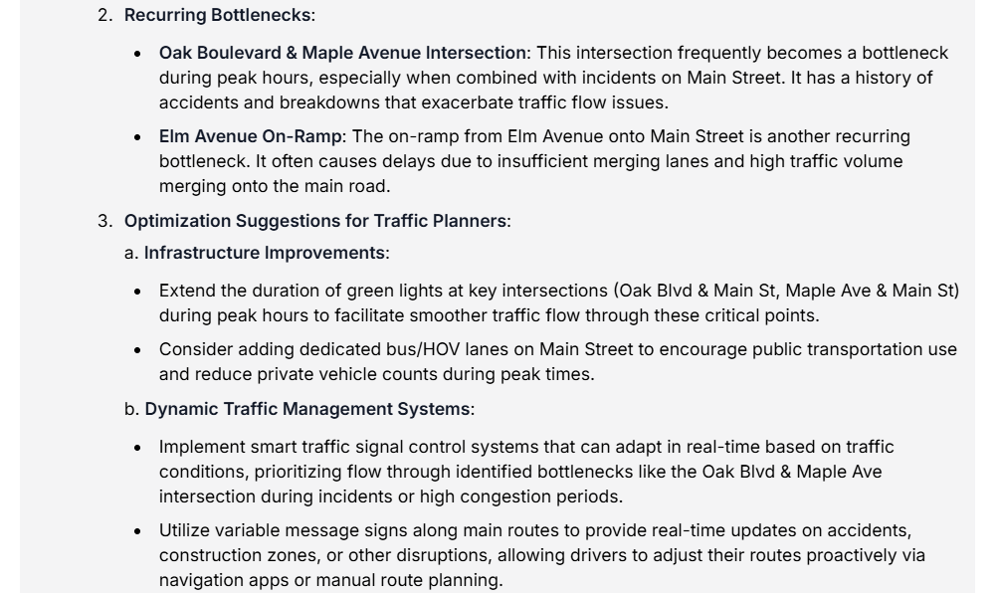 2. Recurring Bottlenecks:
• Oak Boulevard & Maple Avenue Intersection: This intersection frequently becomes a bottleneck
during peak hours, especially when combined with incidents on Main Street. It has a history of
accidents and breakdowns that exacerbate traffic flow issues.
• Elm Avenue On-Ramp: The on-ramp from Elm Avenue onto Main Street is another recurring
bottleneck. It often causes delays due to insufficient merging lanes and high traffic volume
merging onto the main road.
3. Optimization Suggestions for Traffic Planners:
a. Infrastructure Improvements:
• Extend the duration of green lights at key intersections (Oak Blvd & Main St, Maple Ave & Main St)
during peak hours to facilitate smoother traffic flow through these critical points.
• Consider adding dedicated bus/HOV lanes on Main Street to encourage public transportation use
and reduce private vehicle counts during peak times.
b. Dynamic Traffic Management Systems:
• Implement smart traffic signal control systems that can adapt in real-time based on traffic
conditions, prioritizing flow through identified bottlenecks like the Oak Blvd & Maple Ave
intersection during incidents or high congestion periods.
• Utilize variable message signs along main routes to provide real-time updates on accidents,
construction zones, or other disruptions, allowing drivers to adjust their routes proactively via
navigation apps or manual route planning.